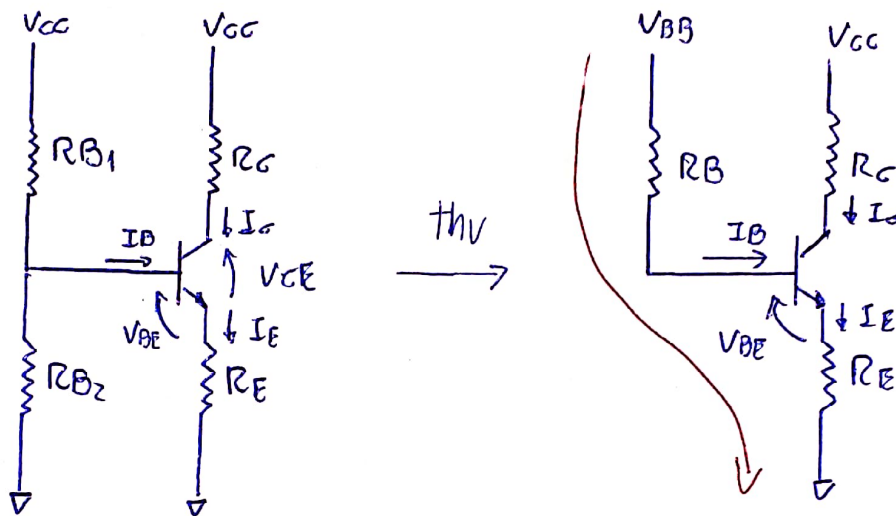 VCC VCC VBB VCC
RB1 RC RB RC
IB IC thv IB IC
VCE
VBE IE VBE IE
RB2 RE RE